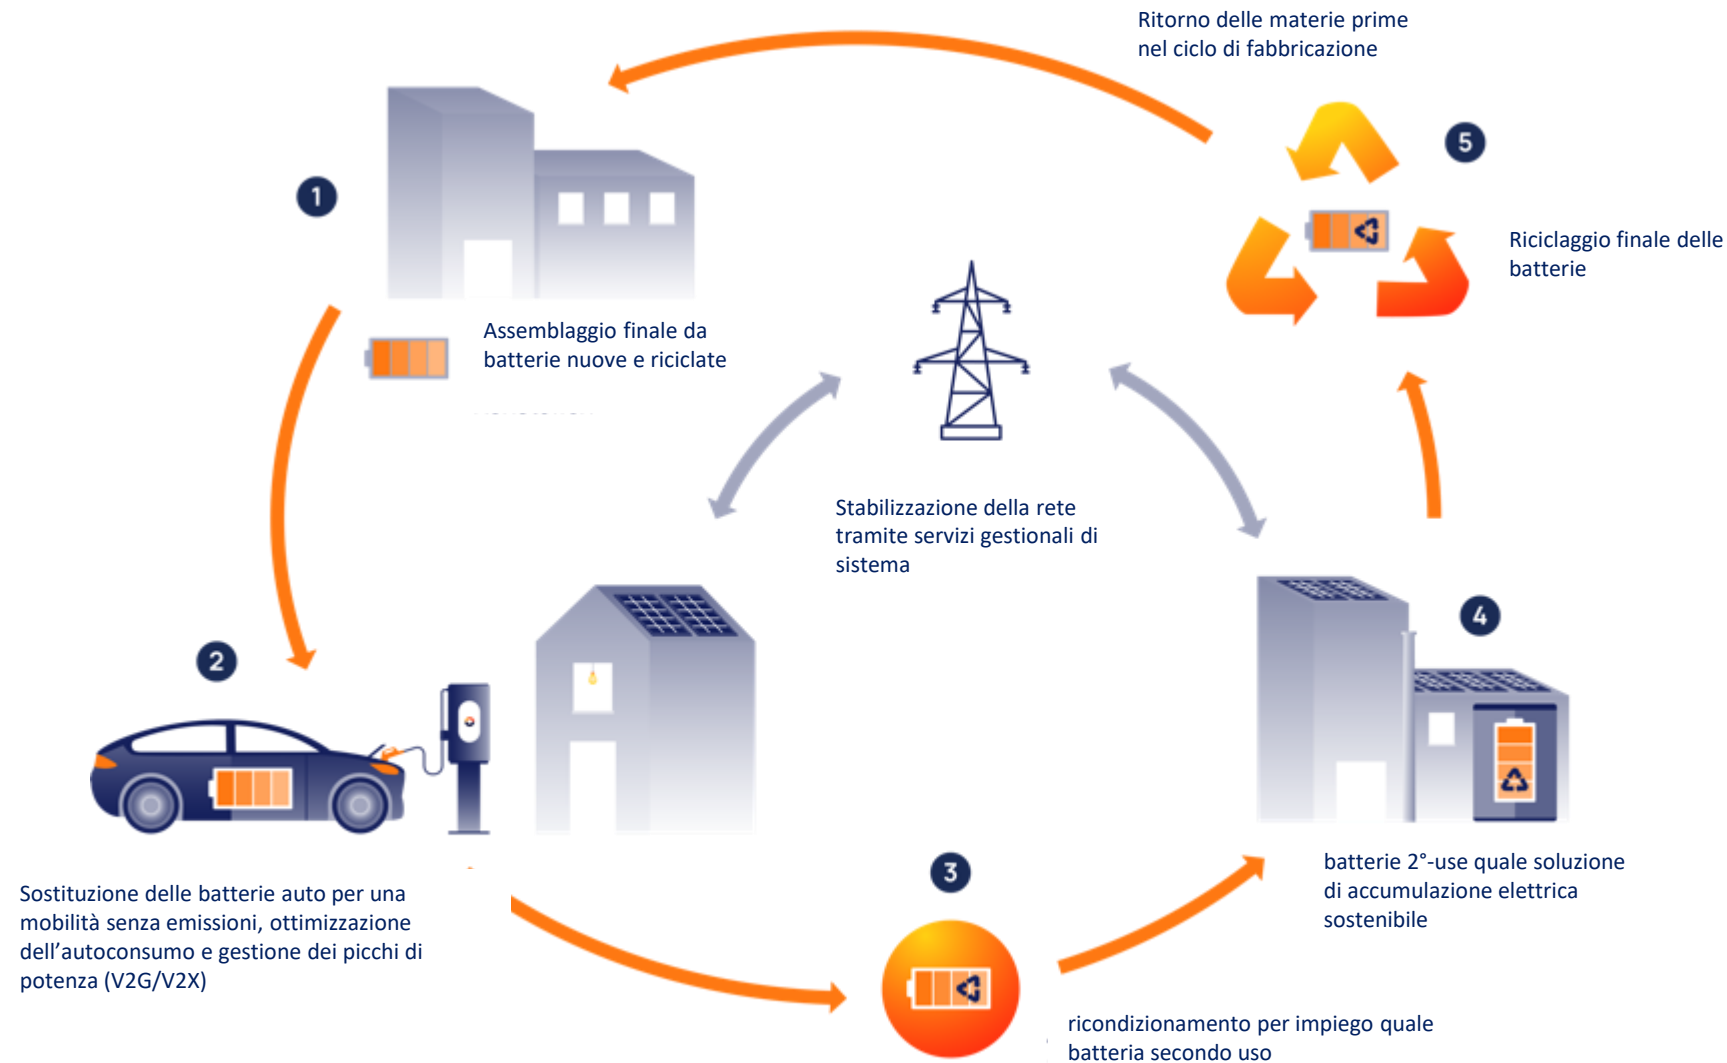 Ritorno delle materie prime
nel ciclo di fabbricazione
1
5
Riciclaggio finale delle
batterie
Assemblaggio finale da
batterie nuove e riciclate
Stabilizzazione della rete
tramite servizi gestionali di
sistema
2
4
Sostituzione delle batterie auto per una
mobilità senza emissioni, ottimizzazione
dell'autoconsumo e gestione dei picchi di
potenza (V2G/V2X)
3
batterie 2°-use quale soluzione
di accumulazione elettrica
sostenibile
ricondizionamento per impiego quale
batteria secondo uso